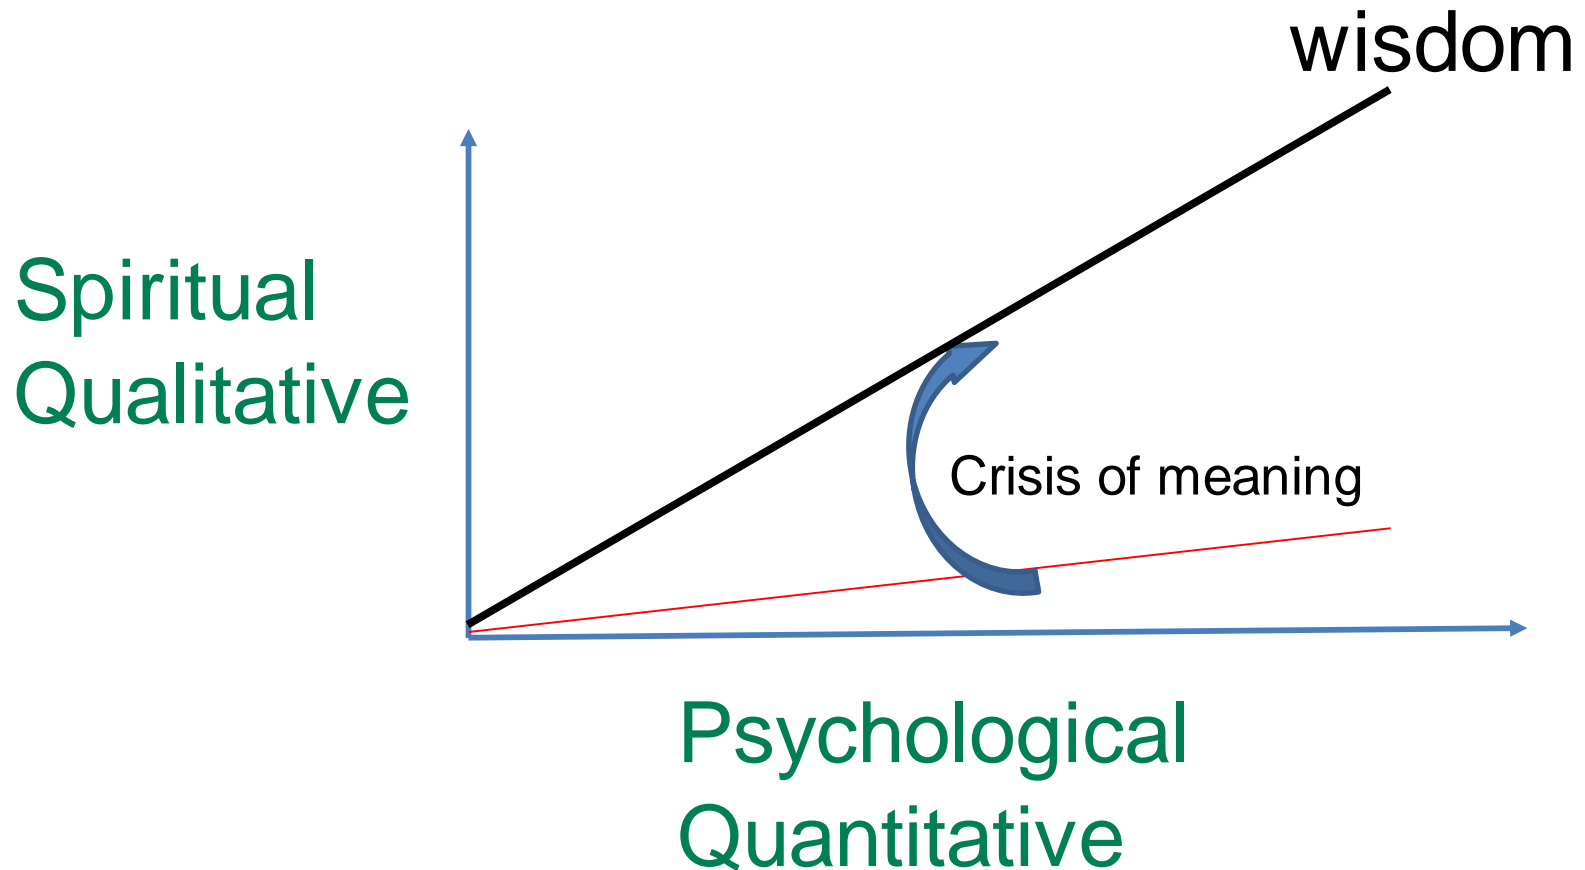 wisdom
Spiritual
Qualitative
Crisis of meaning
Psychological
Quantitative